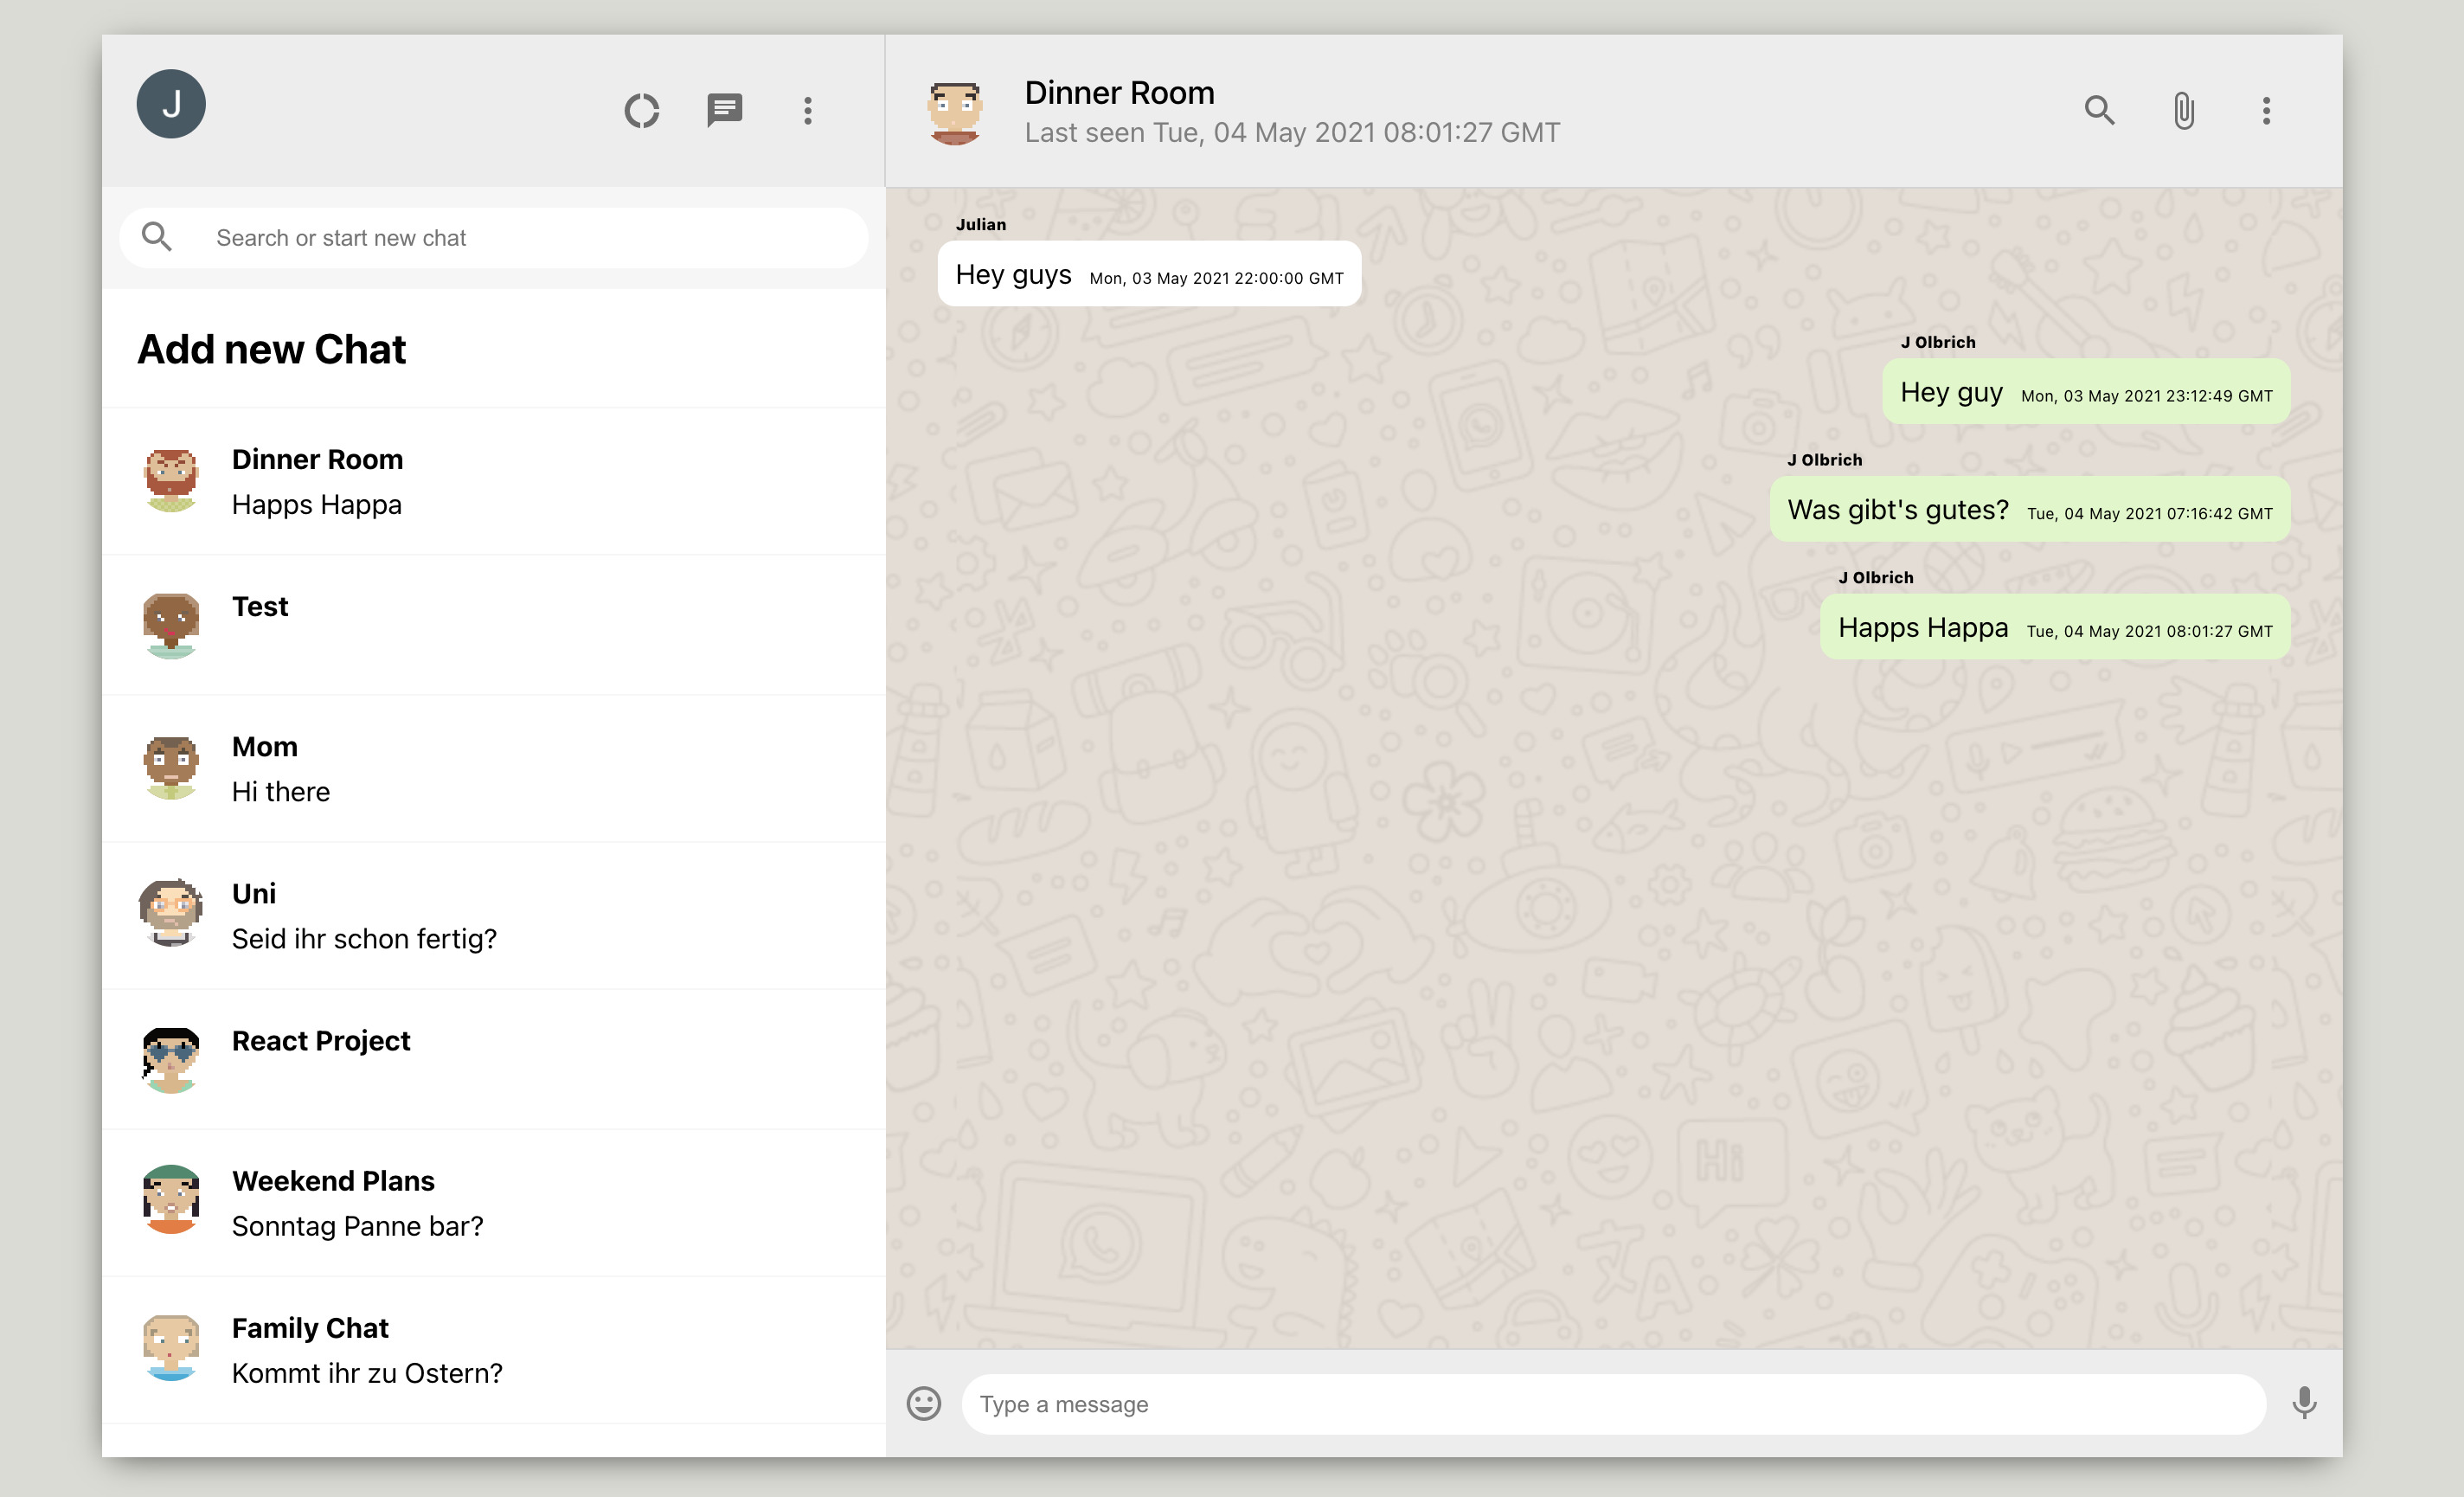 J
Search or start new chat
Add new Chat
Dinner Room
Happs Happa
Test
Mom
Hi there
Uni
Seid ihr schon fertig?
React Project
Weekend Plans
Sonntag Panne bar?
Family Chat
Kommt ihr zu Ostern?
Dinner Room
Last seen Tue, 04 May 2021 08:01:27 GMT
Julian
Hey guys Mon, 03 May 2021 22:00:00 GMT
J Olbrich
Hey guy Mon, 03 May 2021 23:12:49 GMT
J Olbrich
Was gibt's gutes? Tue, 04 May 2021 07:16:42 GMT
J Olbrich
Happs Happa Tue, 04 May 2021 08:01:27 GMT
Hi
Type a message